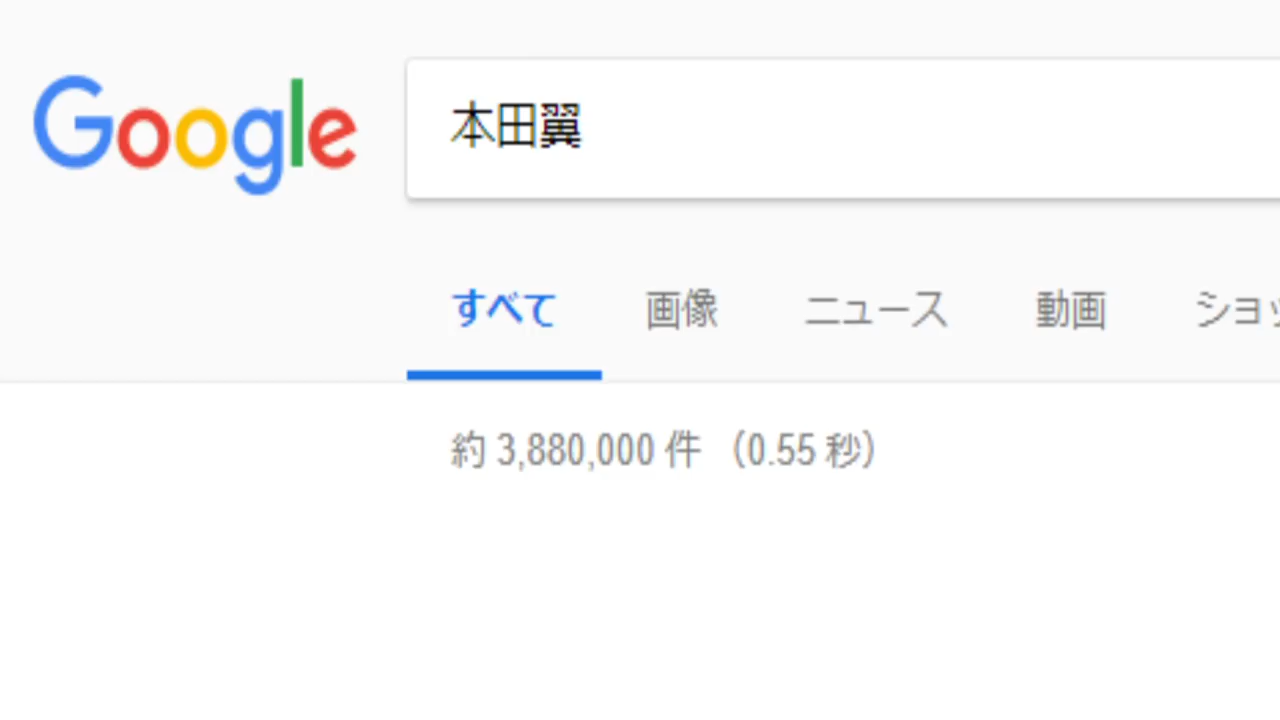 Google 本田翼
すべて 画像 ニュース 動画 ショッ
約 3,880,000 件 （0.55 秒）